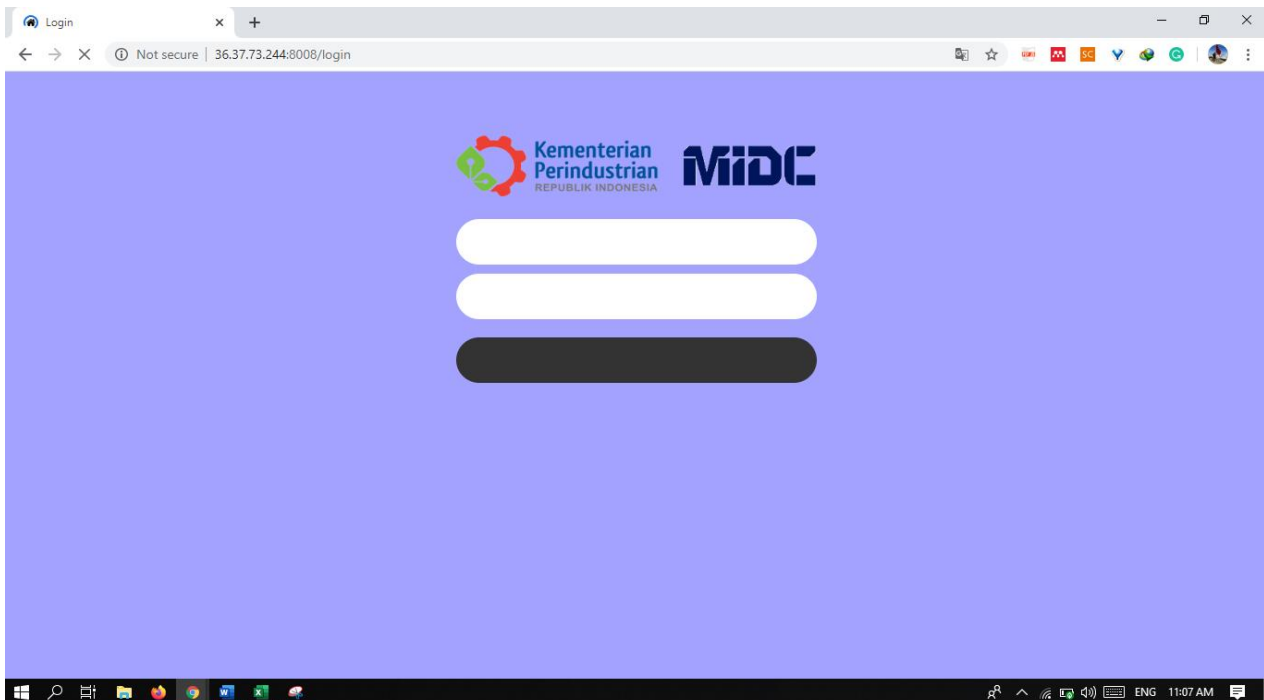 Login
Not secure | 36.37.73.244:8008/login
Kementerian
Perindustrian
REPUBLIK INDONESIA
MiDC
ENG 11:07 AM